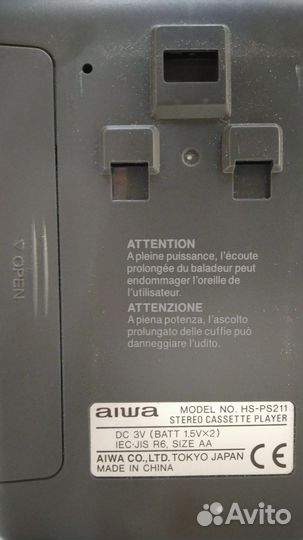 ▽ OPEN
ATTENTION
A pleine puissance, l'écoute
prolongée du baladeur peut
endommager l'oreille de
l'utilisateur.
ATTENZIONE
A piena potenza, l'ascolto
prolungato delle cuffie può
danneggiare l'udito.
aiwa MODEL NO. HS-PS211
STEREO CASSETTE PLAYER
DC 3V (BATT 1.5V×2)
IEC·JIS R6, SIZE AA
AIWA CO.,LTD. TOKYO JAPAN
MADE IN CHINA
CE
Avito